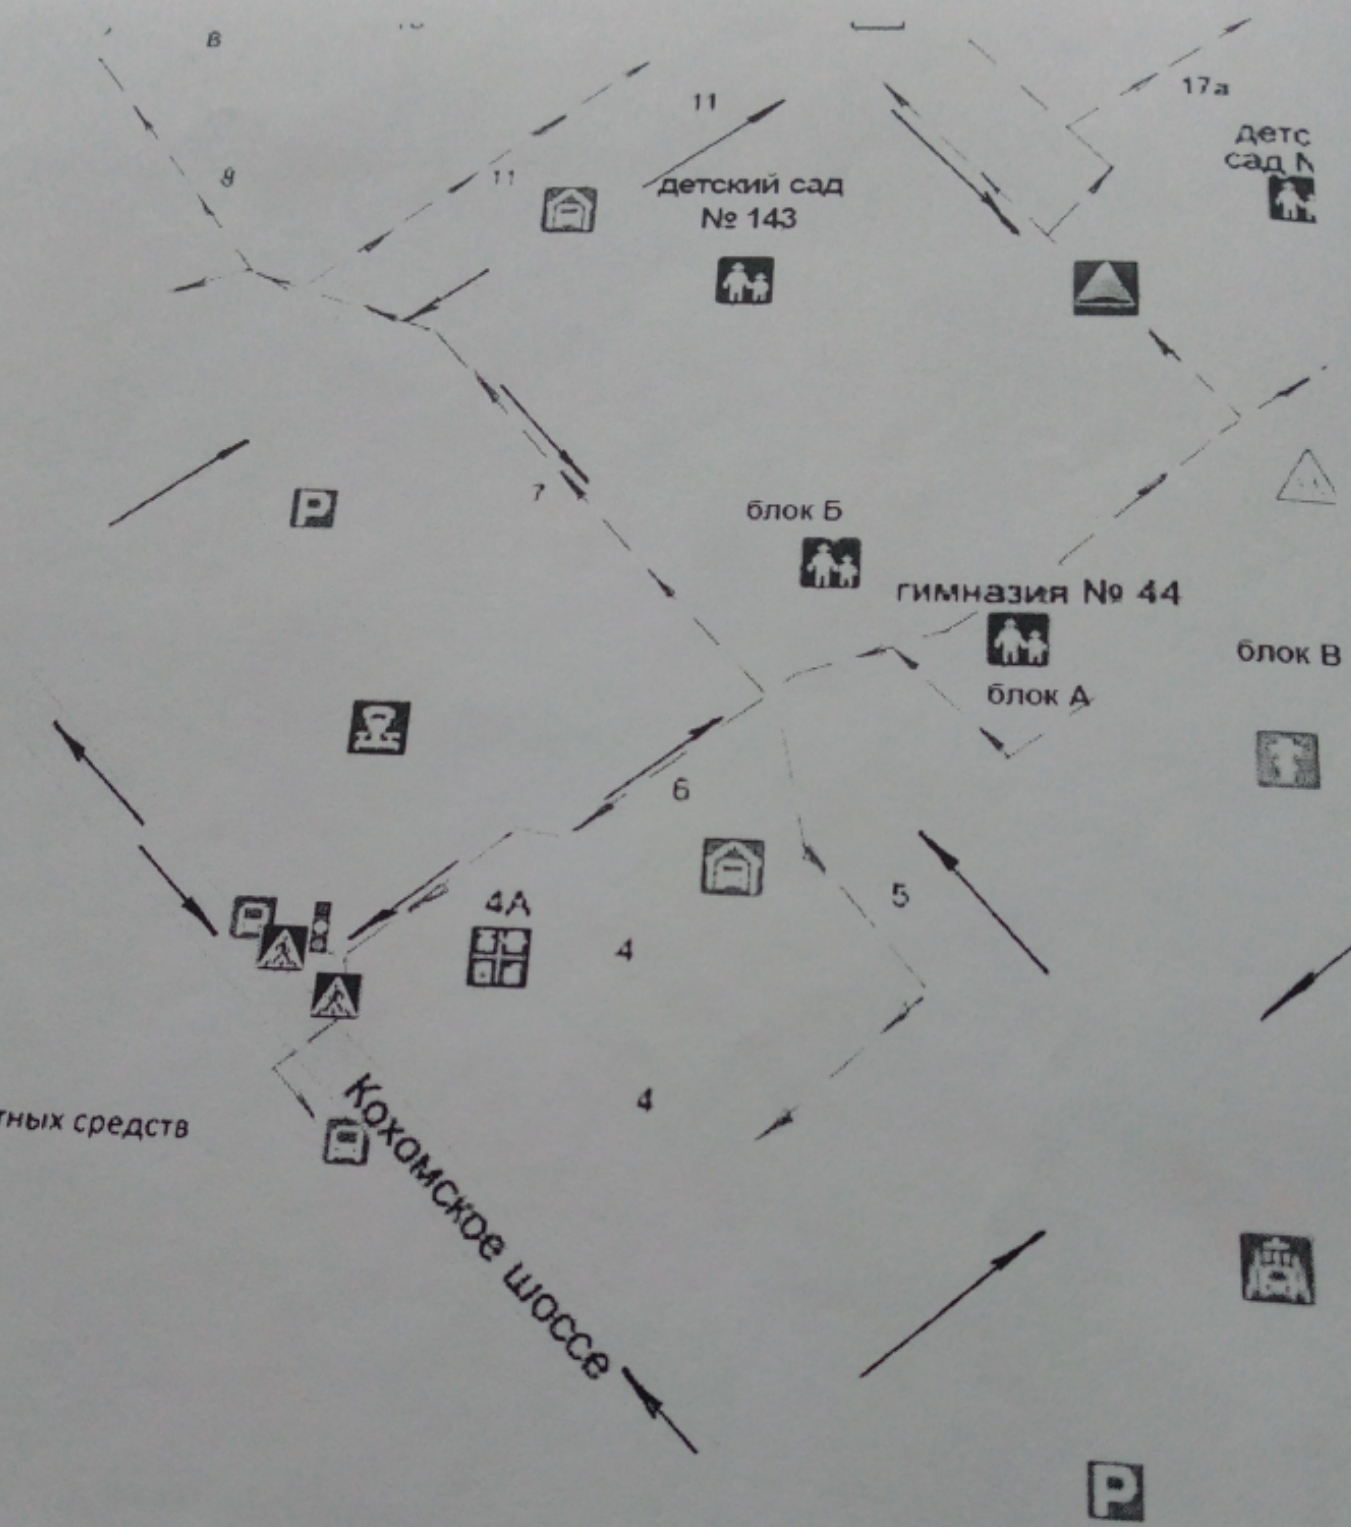 в
11
17а
11
9
детский сад
№ 143
детс
сад N
P
7
блок Б
гимназия № 44
блок А
блок В
6
5
4А
4
4
тных средств
Кохомское шоссе
P